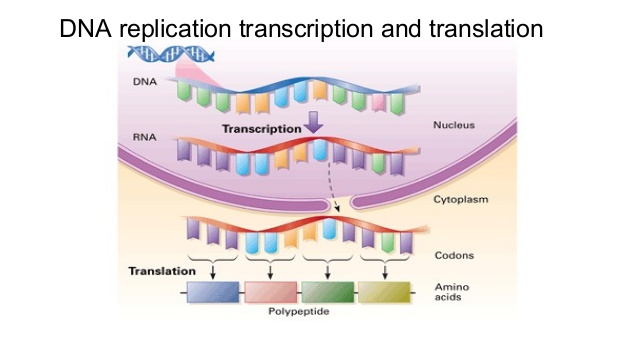 DNA replication transcription and translation
DNA
Transcription
Nucleus
RNA
Cytoplasm
Codons
Translation
Amino
acids
Polypeptide